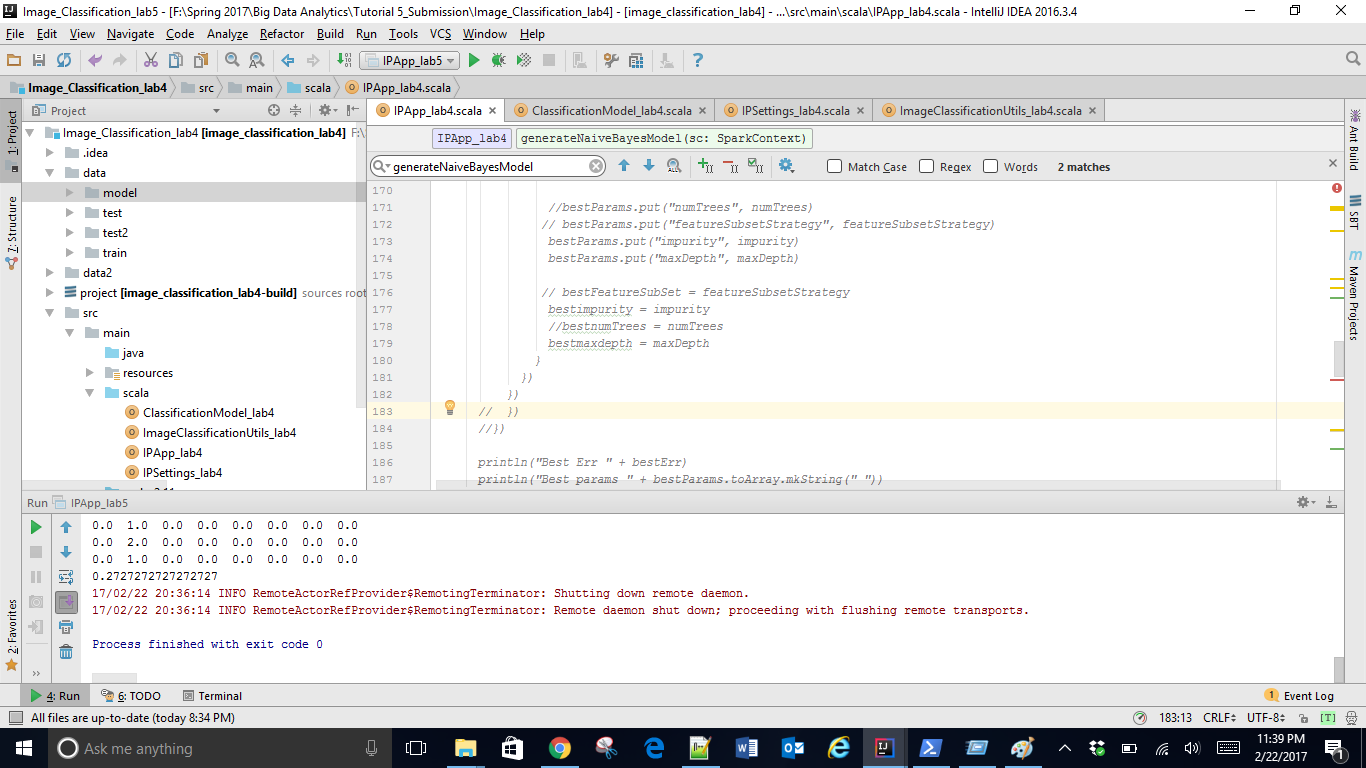 Image_Classification_lab5 - [F:\Spring 2017\Big Data Analytics\Tutorial 5_Submission\Image_Classification_lab4] - [image_classification_lab4] - ...\src\main\scala\IPApp_lab4.scala - IntelliJ IDEA 2016.3.4
File Edit View Navigate Code Analyze Refactor Build Run Tools VCS Window Help
IPApp_lab5
Image_Classification_lab4 src main scala IPApp_lab4.scala
Project
IPApp_lab4.scala ClassificationModel_lab4.scala IPSettings_lab4.scala ImageClassificationUtils_lab4.scala
1: Project
7: Structure
2: Favorites
Image_Classification_lab4 [image_classification_lab4] F:\
.idea
data
model
test
test2
train
data2
project [image_classification_lab4-build] sources root
src
main
java
resources
scala
ClassificationModel_lab4
ImageClassificationUtils_lab4
IPApp_lab4
IPSettings_lab4
IPApp_lab4 generateNaiveBayesModel(sc: SparkContext)
generateNaiveBayesModel Match Case Regex Words 2 matches
170
171 //bestParams.put("numTrees", numTrees)
172 // bestParams.put("featureSubsetStrategy", featureSubsetStrategy)
173 bestParams.put("impurity", impurity)
174 bestParams.put("maxDepth", maxDepth)
175
176 // bestFeatureSubSet = featureSubsetStrategy
177 bestimpurity = impurity
178 //bestnumTrees = numTrees
179 bestmaxdepth = maxDepth
180 }
181 })
182 })
183 // })
184 //})
185
186 println("Best Err " + bestErr)
187 println("Best params " + bestParams.toArray.mkString(" "))
Ant Build
SBT
Maven Projects
Run IPApp_lab5
0.0 1.0 0.0 0.0 0.0 0.0 0.0 0.0
0.0 2.0 0.0 0.0 0.0 0.0 0.0 0.0
0.0 1.0 0.0 0.0 0.0 0.0 0.0 0.0
0.2727272727272727
17/02/22 20:36:14 INFO RemoteActorRefProvider$RemotingTerminator: Shutting down remote daemon.
17/02/22 20:36:14 INFO RemoteActorRefProvider$RemotingTerminator: Remote daemon shut down; proceeding with flushing remote transports.
Process finished with exit code 0
4: Run 6: TODO Terminal 1 Event Log
All files are up-to-date (today 8:34 PM) 183:13 CRLF UTF-8 [T]
Ask me anything
11:39 PM
2/22/2017
1